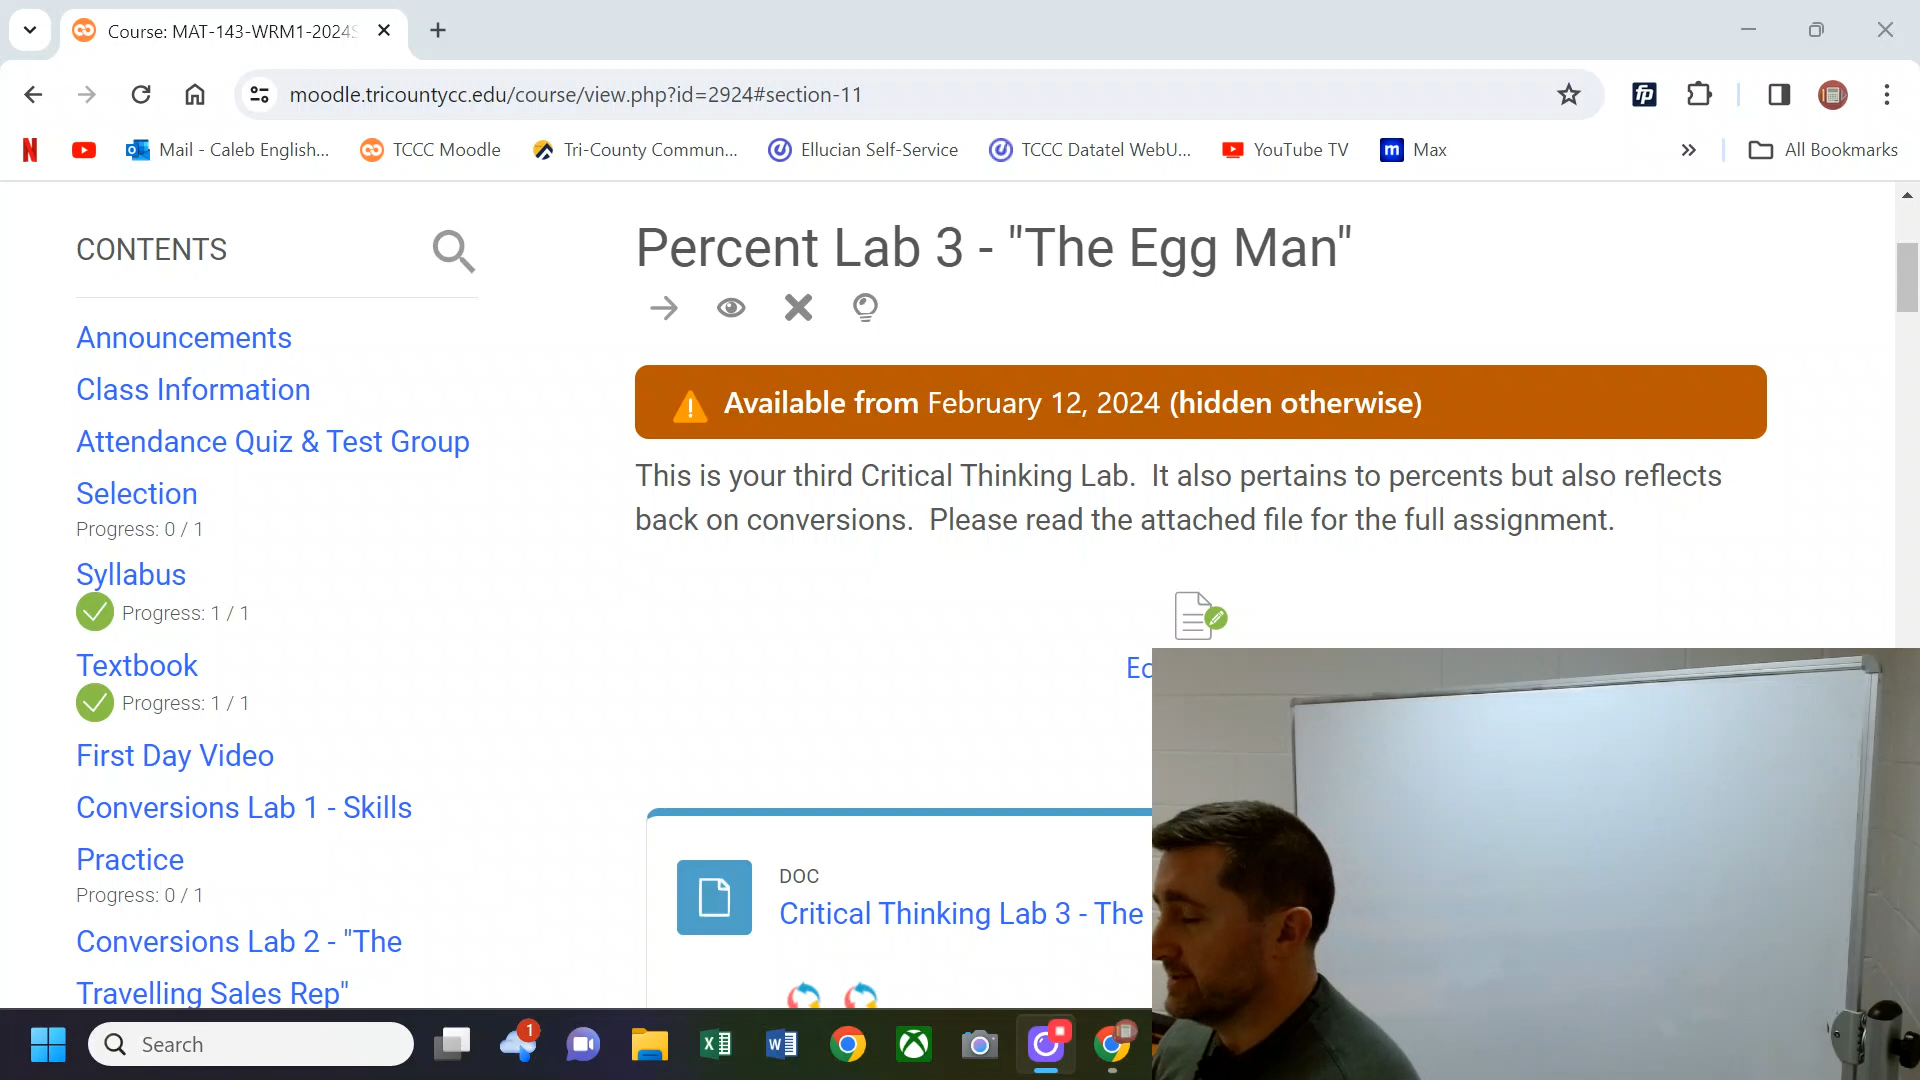 Course: MAT-143-WRM1-2024S
moodle.tricountycc.edu/course/view.php?id=2924#section-11
fp
N Mail - Caleb English... TCCC Moodle Tri-County Commun... Ellucian Self-Service TCCC Datatel WebU... YouTube TV m Max » All Bookmarks
CONTENTS
Announcements
Class Information
Attendance Quiz & Test Group
Selection
Progress: 0 / 1
Syllabus
Progress: 1 / 1
Textbook
Progress: 1 / 1
First Day Video
Conversions Lab 1 - Skills
Practice
Progress: 0 / 1
Conversions Lab 2 - "The
Travelling Sales Rep"
Percent Lab 3 - "The Egg Man"
Available from February 12, 2024 (hidden otherwise)
This is your third Critical Thinking Lab. It also pertains to percents but also reflects
back on conversions. Please read the attached file for the full assignment.
DOC
Critical Thinking Lab 3 - The
Search
1